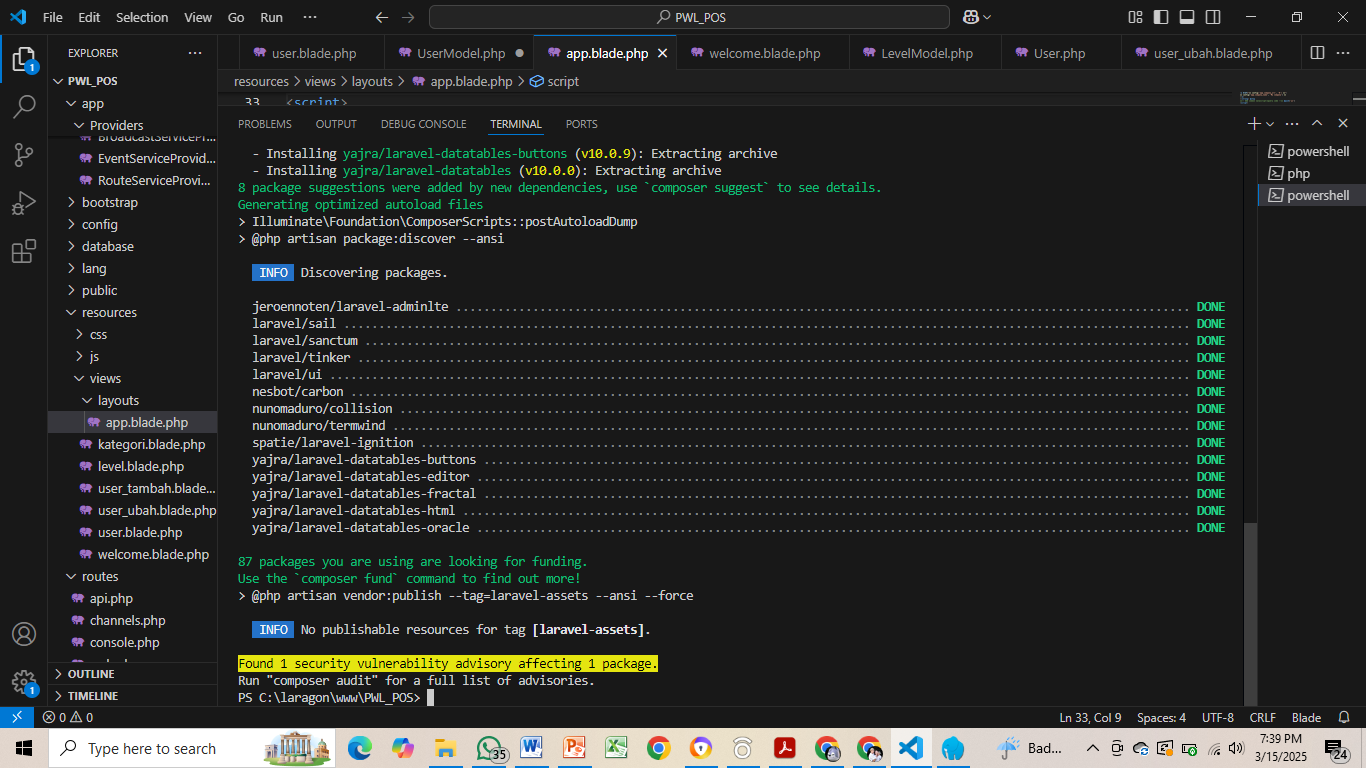 File Edit Selection View Go Run ··· PWL_POS
EXPLORER ···
PWL_POS
app
Providers
EventServiceProvid...
RouteServiceProvi...
bootstrap
config
database
lang
public
resources
css
js
views
layouts
app.blade.php
kategori.blade.php
level.blade.php
user_tambah.blade...
user_ubah.blade.php
user.blade.php
welcome.blade.php
routes
api.php
channels.php
console.php
OUTLINE
TIMELINE
user.blade.php UserModel.php app.blade.php welcome.blade.php LevelModel.php User.php user_ubah.blade.php ···
resources > views > layouts > app.blade.php > script
33 <script>
PROBLEMS OUTPUT DEBUG CONSOLE TERMINAL PORTS
- Installing yajra/laravel-datatables-buttons (v10.0.9): Extracting archive
- Installing yajra/laravel-datatables (v10.0.0): Extracting archive
8 package suggestions were added by new dependencies, use `composer suggest` to see details.
Generating optimized autoload files
> Illuminate\Foundation\ComposerScripts::postAutoloadDump
> @php artisan package:discover --ansi
INFO Discovering packages.
jeroennoten/laravel-adminlte ........ DONE
laravel/sail ........ DONE
laravel/sanctum ........ DONE
laravel/tinker ........ DONE
laravel/ui ........ DONE
nesbot/carbon ........ DONE
nunomaduro/collision ........ DONE
nunomaduro/termwind ........ DONE
spatie/laravel-ignition ........ DONE
yajra/laravel-datatables-buttons ........ DONE
yajra/laravel-datatables-editor ........ DONE
yajra/laravel-datatables-fractal ........ DONE
yajra/laravel-datatables-html ........ DONE
yajra/laravel-datatables-oracle ........ DONE
87 packages you are using are looking for funding.
Use the `composer fund` command to find out more!
> @php artisan vendor:publish --tag=laravel-assets --ansi --force
INFO No publishable resources for tag [laravel-assets].
Found 1 security vulnerability advisory affecting 1 package.
Run "composer audit" for a full list of advisories.
PS C:\laragon\www\PWL_POS>
powershell
php
powershell
1
1
0 0 Ln 33, Col 9 Spaces: 4 UTF-8 CRLF Blade
Type here to search 35 Bad... 7:39 PM
3/15/2025 24